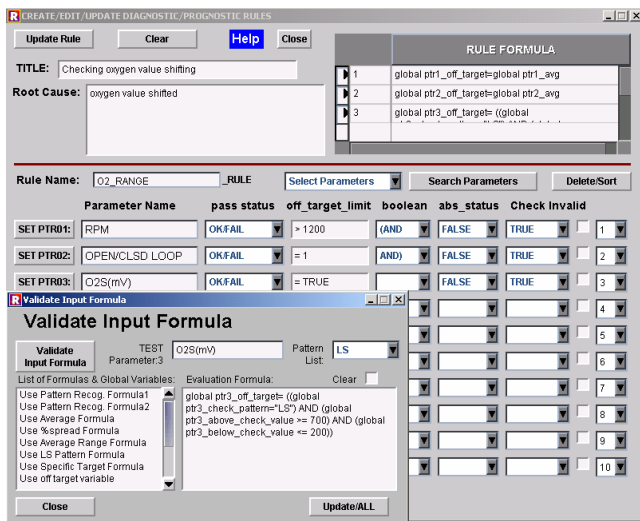 R CREATE/EDIT/UPDATE DIAGNOSTIC/PROGNOSTIC RULES
Update Rule Clear Help Close
TITLE: Checking oxygen value shifting
Root Cause: oxygen value shifted
RULE FORMULA
1 global ptr1_off_target=global ptr1_avg
2 global ptr2_off_target=global ptr2_avg
3 global ptr3_off_target= ((global
Rule Name: O2_RANGE _RULE Select Parameters Search Parameters Delete/Sort
Parameter Name pass status off_target_limit boolean abs_status Check Invalid
SET PTR01: RPM OK/FAIL > 1200 (AND FALSE TRUE 1
SET PTR02: OPEN/CLSD LOOP OK/FAIL = 1 AND) FALSE TRUE 2
SET PTR03: O2S(mV) OK/FAIL = TRUE FALSE TRUE 3
4
5
6
7
8
9
10
R Validate Input Formula
Validate Input Formula
Validate
Input Formula
TEST
Parameter:3
O2S(mV)
Pattern
List:
LS
List of Formulas & Global Variables:
Use Pattern Recog. Formula1
Use Pattern Recog. Formula2
Use Average Formula
Use %spread Formula
Use Average Range Formula
Use LS Pattern Formula
Use Specific Target Formula
Use off target variable
Evaluation Formula: Clear
global ptr3_off_target= ((global
ptr3_check_pattern="LS") AND (global
ptr3_above_check_value >= 700) AND (global
ptr3_below_check_value <= 200))
Close Update/ALL